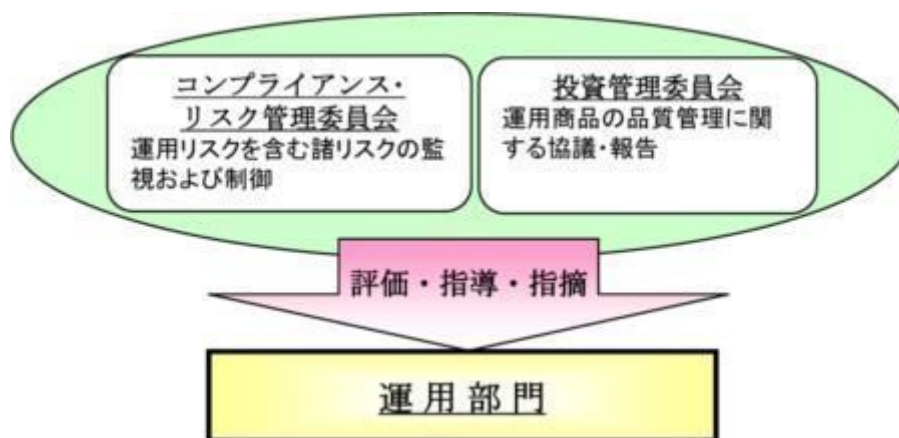 コンプライアンス・
リスク管理委員会
運用リスクを含む諸リスクの監
視および制御
投資管理委員会
運用商品の品質管理に関
する協議・報告
評価・指導・指摘
運用部門